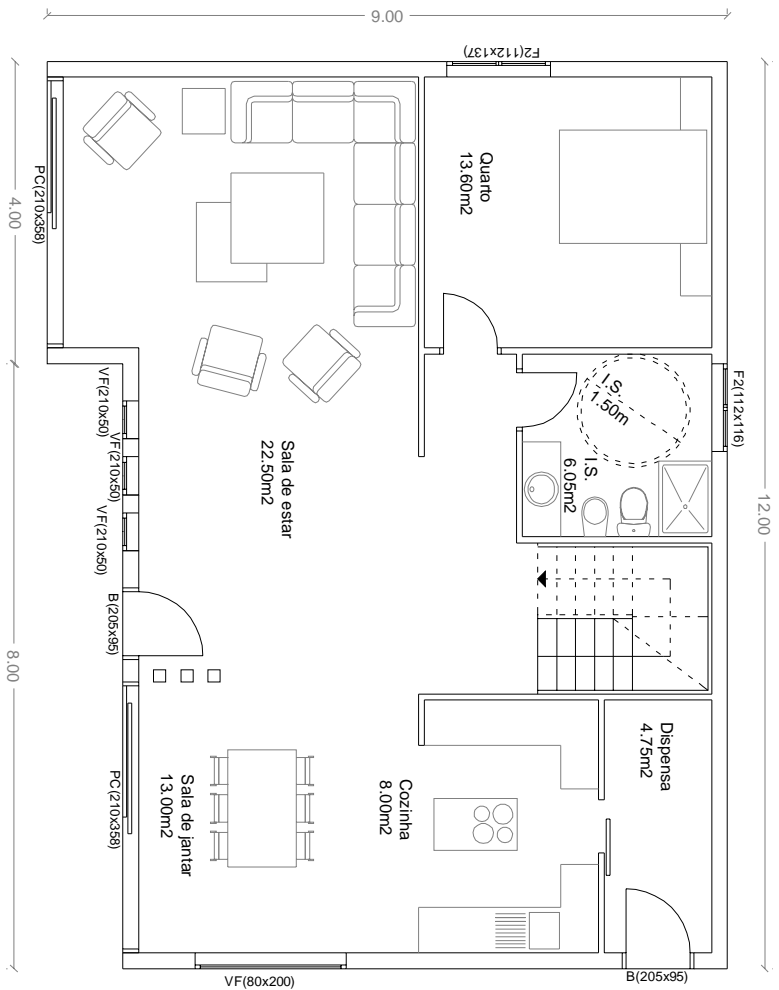 9.00
F2(112x137)
PC(210x358)
4.00
Quarto
13.60m2
F2(112x116)
I.S.
1.50m
I.S.
6.05m2
VF(210x50)
VF(210x50)
VF(210x50)
Sala de estar
22.50m2
12.00
B(205x95)
8.00
PC(210x358)
Sala de jantar
13.00m2
Cozinha
8.00m2
Dispensa
4.75m2
VF(80x200)
B(205x95)